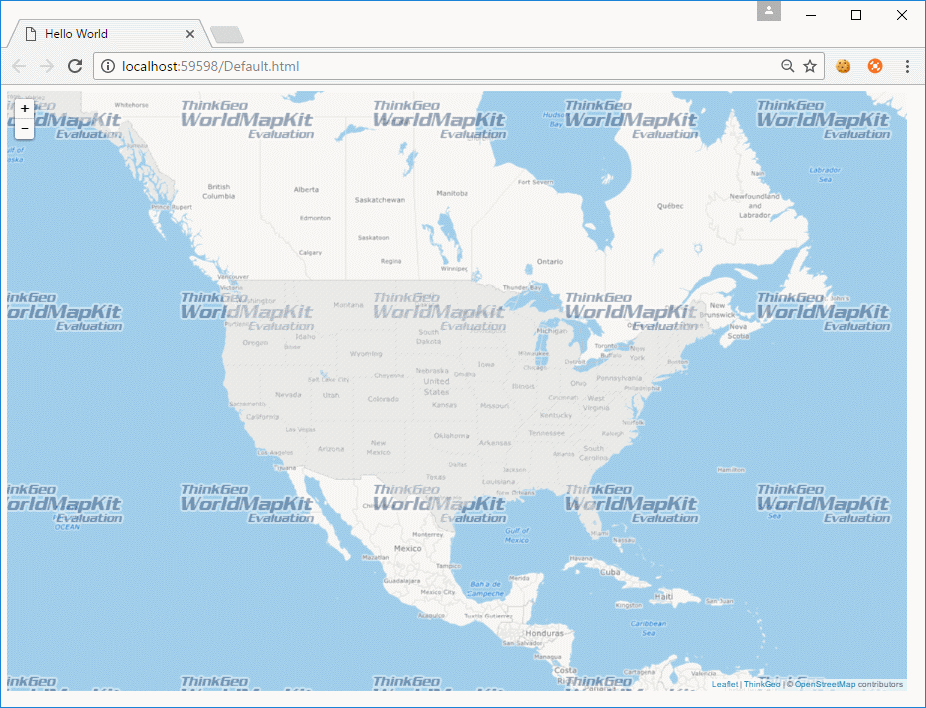 Hello World
localhost:59598/Default.html
+
−
ThinkGeo
WorldMapKit
Evaluation
ThinkGeo
WorldMapKit
Evaluation
ThinkGeo
WorldMapKit
Evaluation
ThinkGeo
WorldMapKit
Evaluation
Whitehorse
Hudson
Bay
Labrador
Sea
Nain
Prince Rupert
British
Columbia
Alberta
Saskatchewan
Manitoba
Fort Severn
Québec
Newfoundland
and
Labrador
Edmonton
Saskatoon
Calgary
Regina
Winnipeg
Ontario
Vancouver
Victoria
Thunder Bay
ThinkGeo
WorldMapKit
Evaluation
ThinkGeo
WorldMapKit
Evaluation
ThinkGeo
WorldMapKit
Evaluation
ThinkGeo
WorldMapKit
Evaluation
Washington
Montana
New
Brunswick
Nova
Scotia
Portland
Oregon
Idaho
Boise
South
Dakota
Michigan
Toronto
Buffalo
New
York
Wyoming
Milwaukee
Detroit
Boston
Salt Lake City
Cheyenne
Nebraska
Omaha
Iowa
Chicago
United
States
Illinois
Ohio
Pennsylvania
Philadelphia
Nevada
Utah
Colorado
Kansas
Missouri
Cincinnati
West
Virginia
Sacramento
California
Kentucky
Norfolk
Las Vegas
Oklahoma
Tennessee
Raleigh
Los Angeles
Arizona
New
Mexico
Arkansas
Atlanta
South
Carolina
Tijuana
Dallas
Texas
Jackson
Louisiana
New Orleans
Hamilton
ThinkGeo
WorldMapKit
Evaluation
ThinkGeo
WorldMapKit
Evaluation
ThinkGeo
WorldMapKit
Evaluation
ThinkGeo
WorldMapKit
Evaluation
OCEAN
Sea
Monterrey
Gulf of
Mexico
Miami
Nassau
Mexico
Mazatlan
Tampico
Havana
Cuba
Guadalajara
Mexico City
Merida
Bahia de
Campeche
Haiti
San Juan
Kingston
Acapulco
Tuxtla Gutierrez
Caribbean
Sea
Honduras
San Salvador
Managua
Costa
Cartagena
Valencia
ThinkGeo
ThinkGeo
ThinkGeo
Leaflet | ThinkGeo | © OpenStreetMap contributors